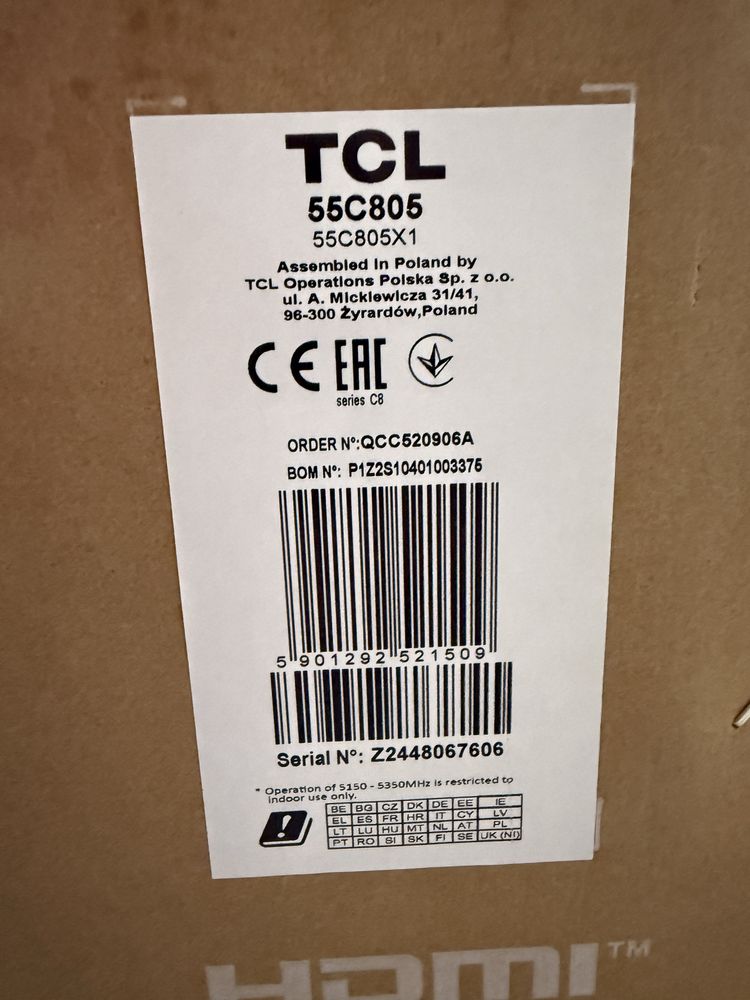 TCL
55C805
55C805X1
Assembled in Poland by
TCL Operations Polska Sp. z o.o.
ul. A. Mickiewicza 31/41,
96-300 Żyrardów,Poland
CE EAC
series C8
ORDER Nº:QCC520906A
BOM Nº: P1Z2S10401003375
5 901292 521509
Serial Nº: Z2448067606
* Operation of 5150 - 5350MHz is restricted to
indoor use only.
BE BG CZ DK DE EE IE
EL ES FR HR IT CY LV
LT LU HU MT NL AT PL
PT RO SI SK FI SE UK (NI)
HDMI™